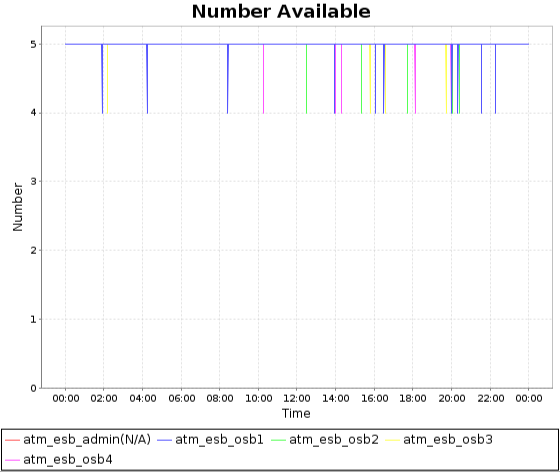 Number Available
5
4
3
2
1
0
Number
00:00 02:00 04:00 06:00 08:00 10:00 12:00 14:00 16:00 18:00 20:00 22:00 00:00
Time
atm_esb_admin(N/A) atm_esb_osb1 atm_esb_osb2 atm_esb_osb3
atm_esb_osb4